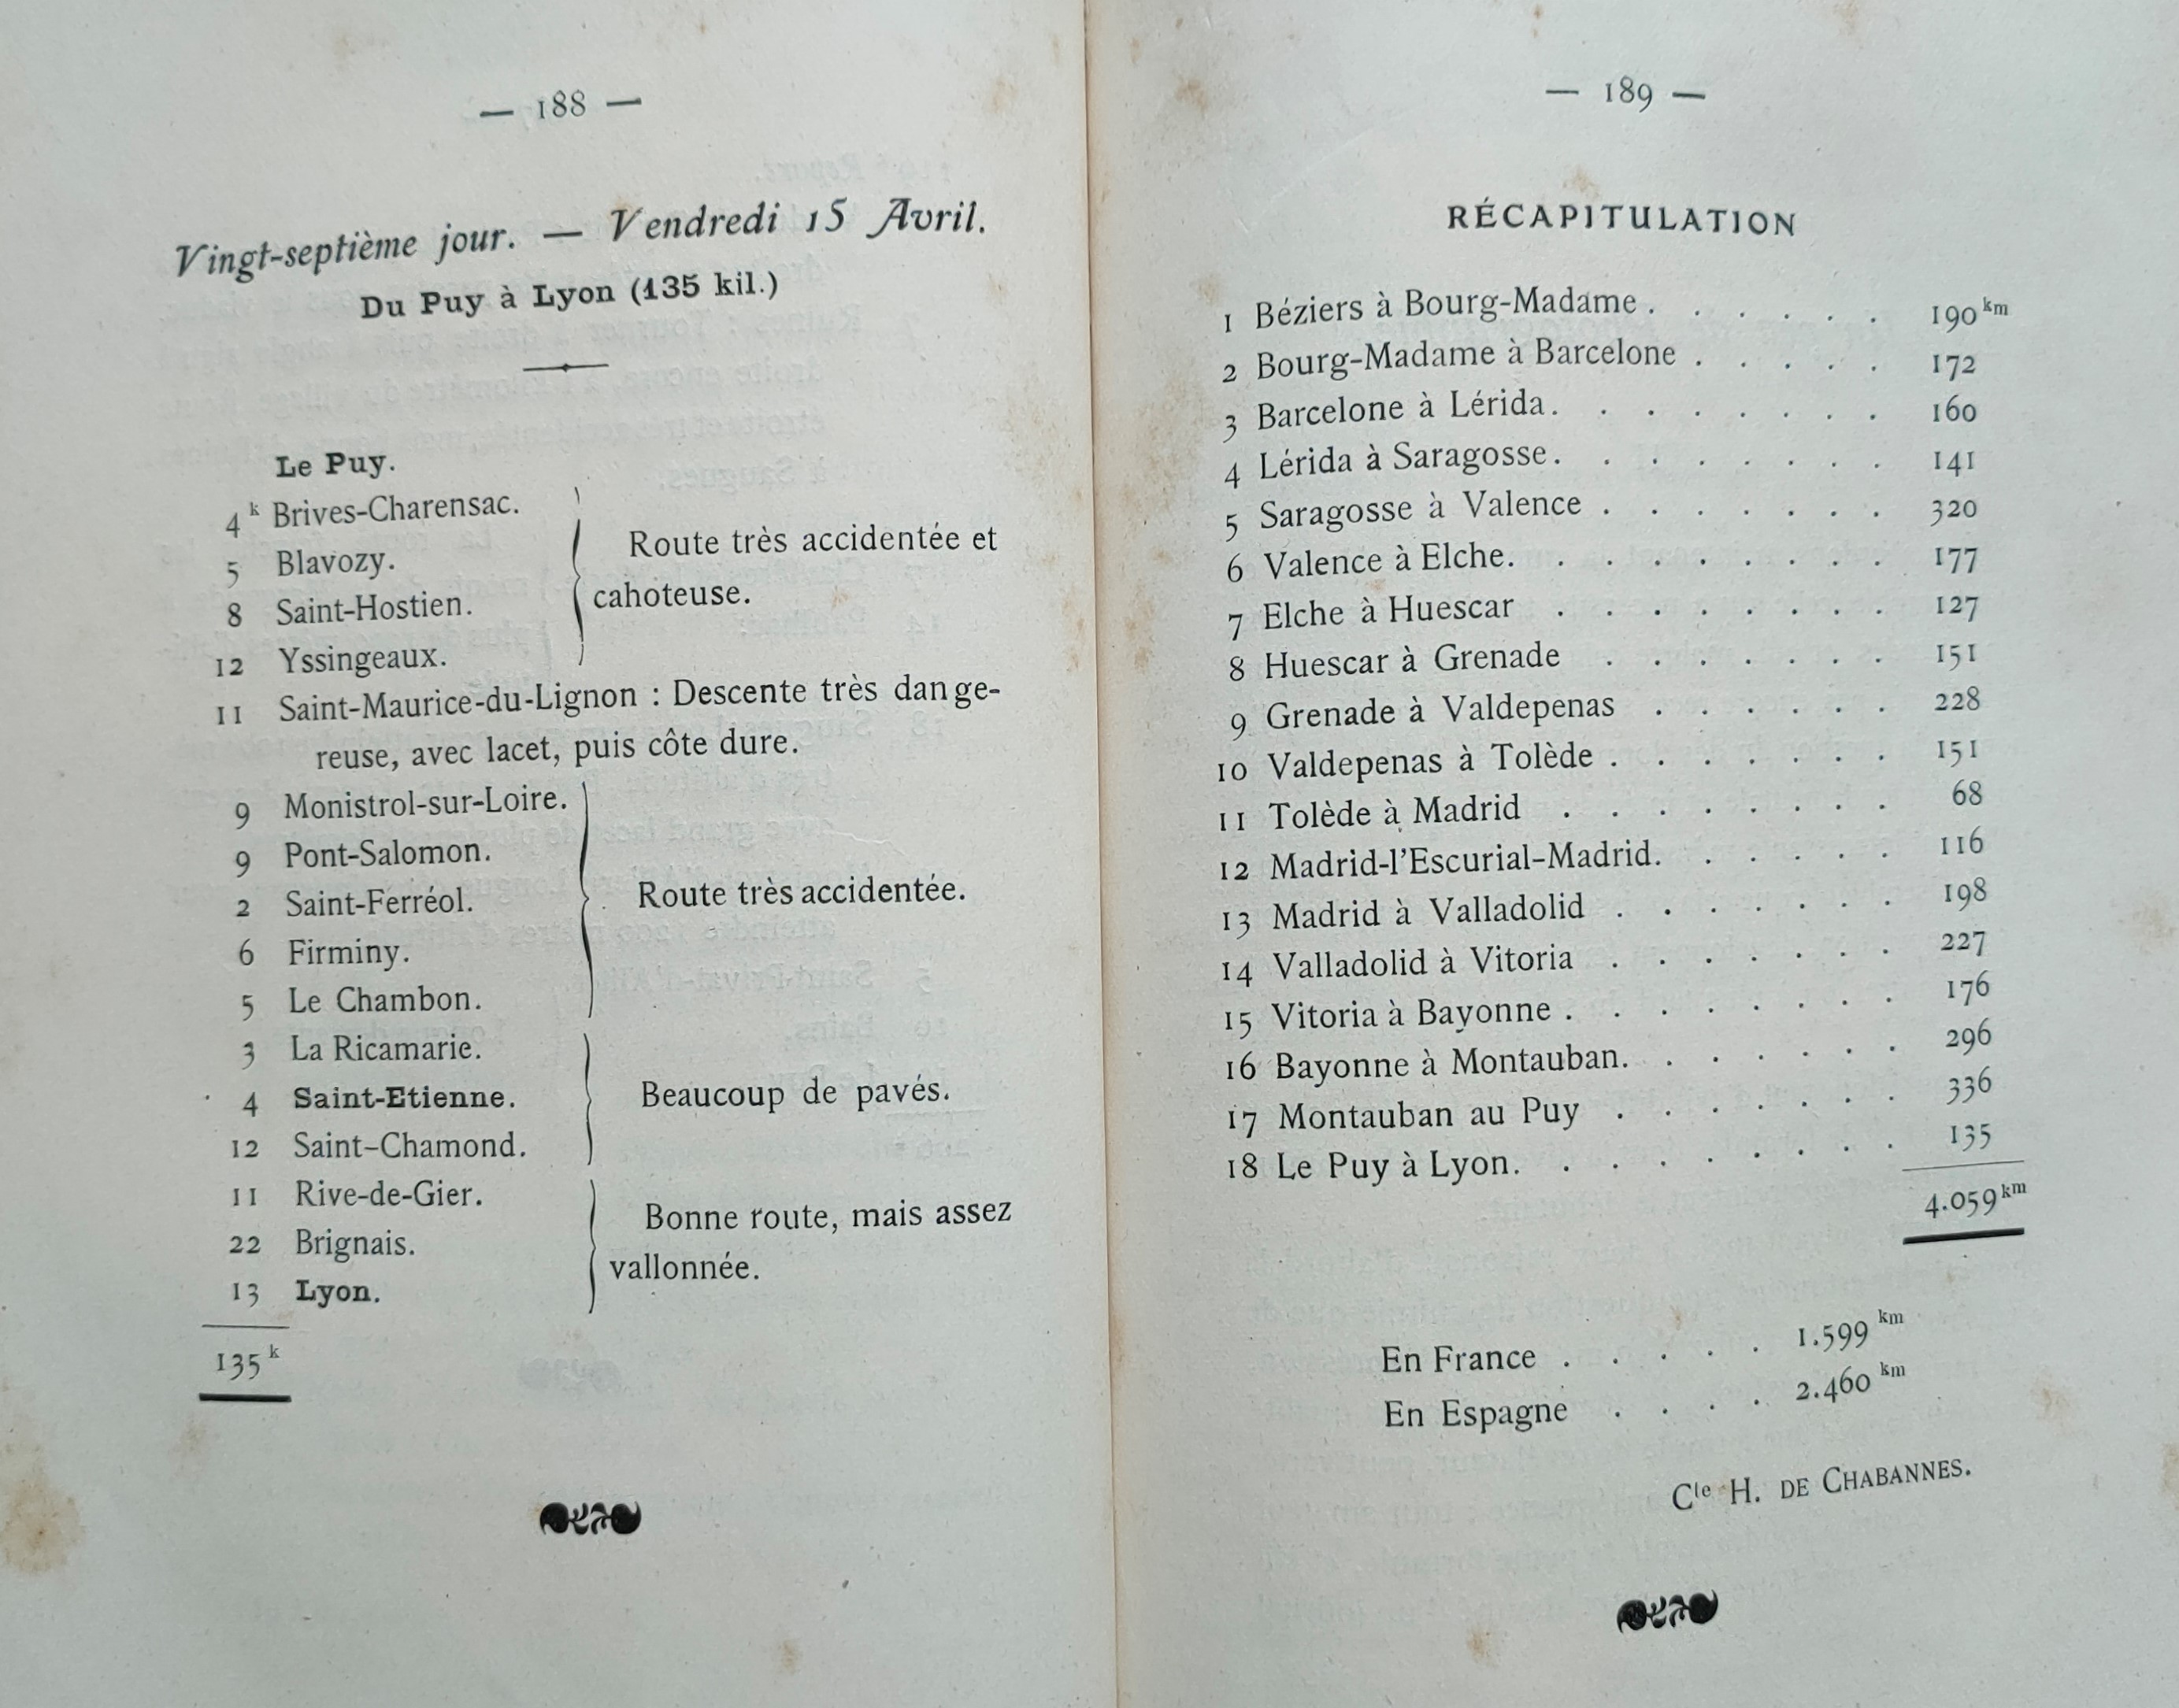 — 188 —
Vingt-septième jour. — Vendredi 15 Avril.
Du Puy à Lyon (135 kil.)
Le Puy.
4k Brives-Charensac.
5 Blavozy.
8 Saint-Hostien.
12 Yssingeaux.
Route très accidentée et
cahoteuse.
11 Saint-Maurice-du-Lignon : Descente très dange-
reuse, avec lacet, puis côte dure.
9 Monistrol-sur-Loire.
9 Pont-Salomon.
2 Saint-Ferréol.
6 Firminy.
5 Le Chambon.
Route très accidentée.
3 La Ricamarie.
4 Saint-Etienne.
12 Saint-Chamond.
Beaucoup de pavés.
11 Rive-de-Gier.
22 Brignais.
13 Lyon.
Bonne route, mais assez
vallonnée.
135k
— 189 —
RÉCAPITULATION
1 Béziers à Bourg-Madame . . . . . . 190km
2 Bourg-Madame à Barcelone . . . . . 172
3 Barcelone à Lérida. . . . . . . . 160
4 Lérida à Saragosse. . . . . . . . 141
5 Saragosse à Valence . . . . . . . 320
6 Valence à Elche. . . . . . . . . 177
7 Elche à Huescar . . . . . . . . 127
8 Huescar à Grenade . . . . . . . 151
9 Grenade à Valdepenas . . . . . . 228
10 Valdepenas à Tolède . . . . . . . 151
11 Tolède à Madrid . . . . . . . . 68
12 Madrid-l'Escurial-Madrid. . . . . . 116
13 Madrid à Valladolid . . . . . . . 198
14 Valladolid à Vitoria . . . . . . . 227
15 Vitoria à Bayonne . . . . . . . . 176
16 Bayonne à Montauban. . . . . . . 296
17 Montauban au Puy . . . . . . . 336
18 Le Puy à Lyon. . . . . . . . . 135
4.059km
En France . . . . . 1.599 km
En Espagne . . . . 2.460 km
Cte H. DE CHABANNES.